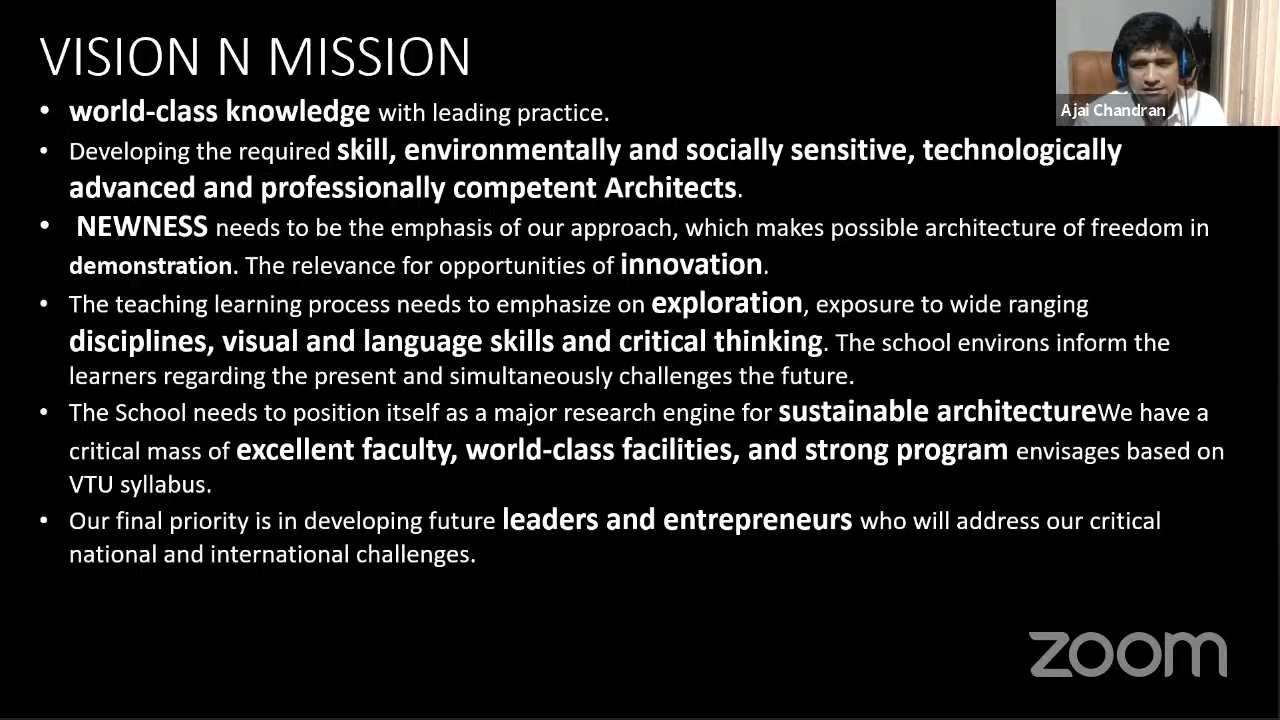 VISION N MISSION
Ajai Chandran
• world-class knowledge with leading practice.
• Developing the required skill, environmentally and socially sensitive, technologically
advanced and professionally competent Architects.
• NEWNESS needs to be the emphasis of our approach, which makes possible architecture of freedom in
demonstration. The relevance for opportunities of innovation.
• The teaching learning process needs to emphasize on exploration, exposure to wide ranging
disciplines, visual and language skills and critical thinking. The school environs inform the
learners regarding the present and simultaneously challenges the future.
• The School needs to position itself as a major research engine for sustainable architectureWe have a
critical mass of excellent faculty, world-class facilities, and strong program envisages based on
VTU syllabus.
• Our final priority is in developing future leaders and entrepreneurs who will address our critical
national and international challenges.
zoom